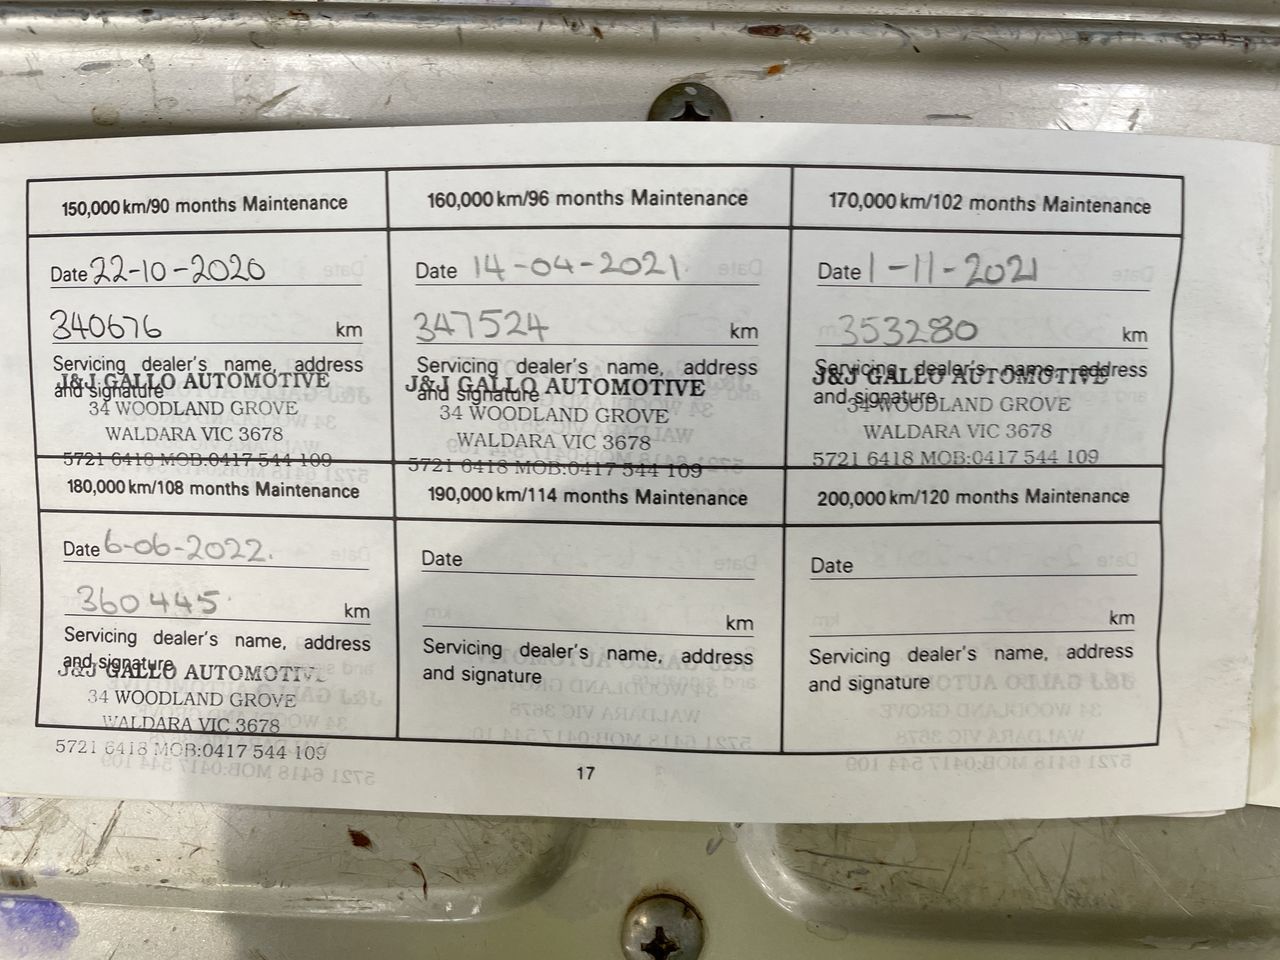 150,000 km/90 months Maintenance
Date 22-10-2020
340676 km
Servicing dealer's name, address
and signature
J&J GALLO AUTOMOTIVE
34 WOODLAND GROVE
WALDARA VIC 3678
5721 6418 MOB:0417 544 109
160,000 km/96 months Maintenance
Date 14-04-2021
347524 km
Servicing dealer's name, address
and signature
J&J GALLO AUTOMOTIVE
34 WOODLAND GROVE
WALDARA VIC 3678
5721 6418 MOB:0417 544 109
170,000 km/102 months Maintenance
Date 1-11-2021
353280 km
Servicing dealer's name, address
and signature
J&J GALLO AUTOMOTIVE
34 WOODLAND GROVE
WALDARA VIC 3678
5721 6418 MOB:0417 544 109
180,000 km/108 months Maintenance
Date 6-06-2022.
360445 km
Servicing dealer's name, address
and signature
J&J GALLO AUTOMOTIVE
34 WOODLAND GROVE
WALDARA VIC 3678
5721 6418 MOB:0417 544 109
190,000 km/114 months Maintenance
Date
km
Servicing dealer's name, address
and signature
200,000 km/120 months Maintenance
Date
km
Servicing dealer's name, address
and signature
17